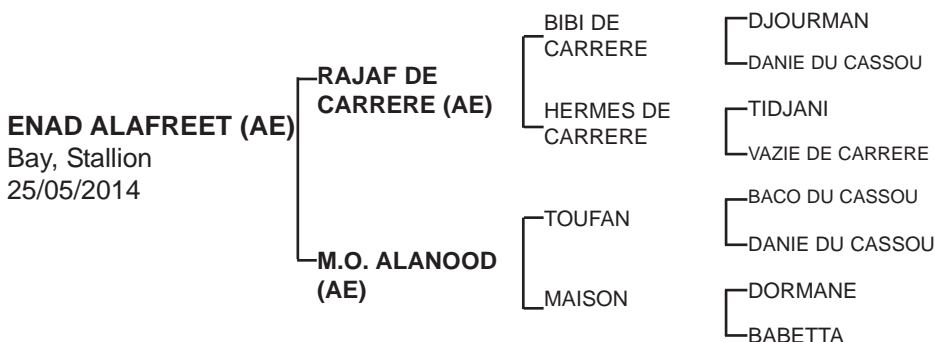 ENAD ALAFREET (AE)
Bay, Stallion
25/05/2014
RAJAF DE
CARRERE (AE)
M.O. ALANOOD
(AE)
BIBI DE
CARRERE
HERMES DE
CARRERE
TOUFAN
MAISON
DJOURMAN
DANIE DU CASSOU
TIDJANI
VAZIE DE CARRERE
BACO DU CASSOU
DANIE DU CASSOU
DORMANE
BABETTA